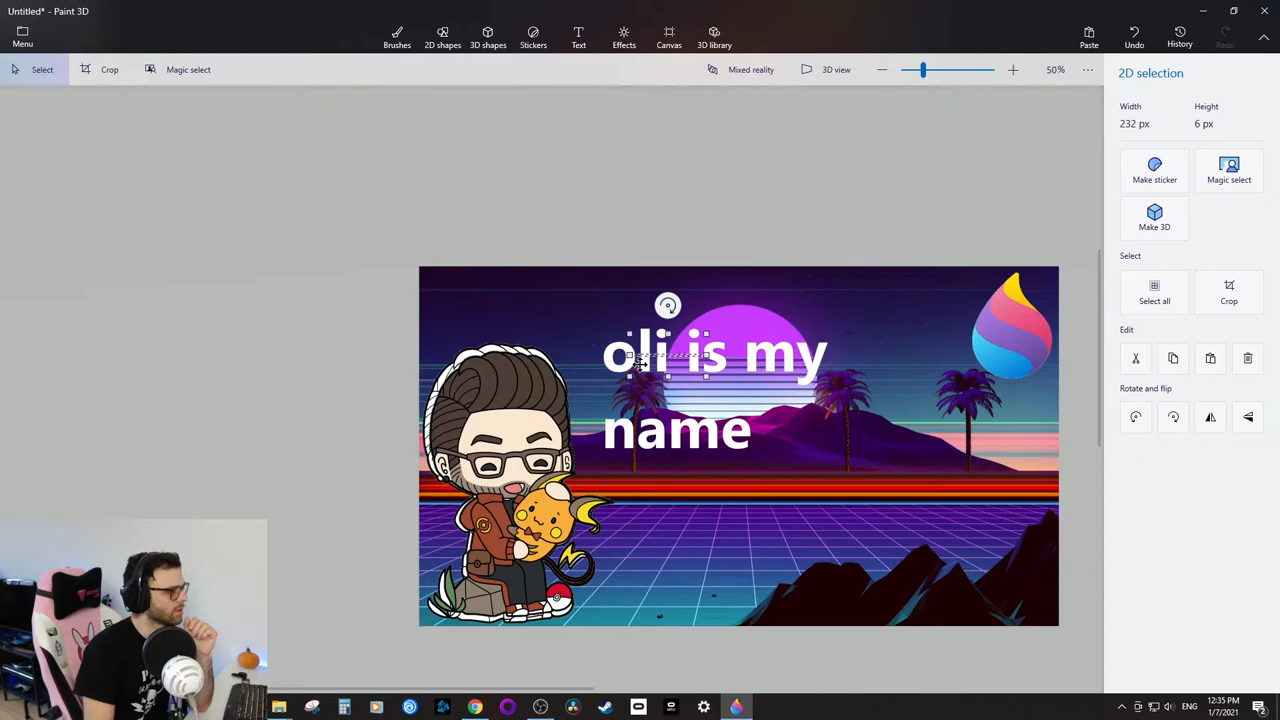 Untitled* - Paint 3D
Menu
Brushes
2D shapes
3D shapes
Stickers
Text
Effects
Canvas
3D library
Paste
Undo
History
Redo
Select
Crop
Magic select
Mixed reality
3D view
50%
2D selection
Width
Height
232 px
6 px
Make sticker
Magic select
Make 3D
Select
Select all
Crop
Edit
Rotate and flip
oli is my
name
ENG
12:35 PM
1/7/2021